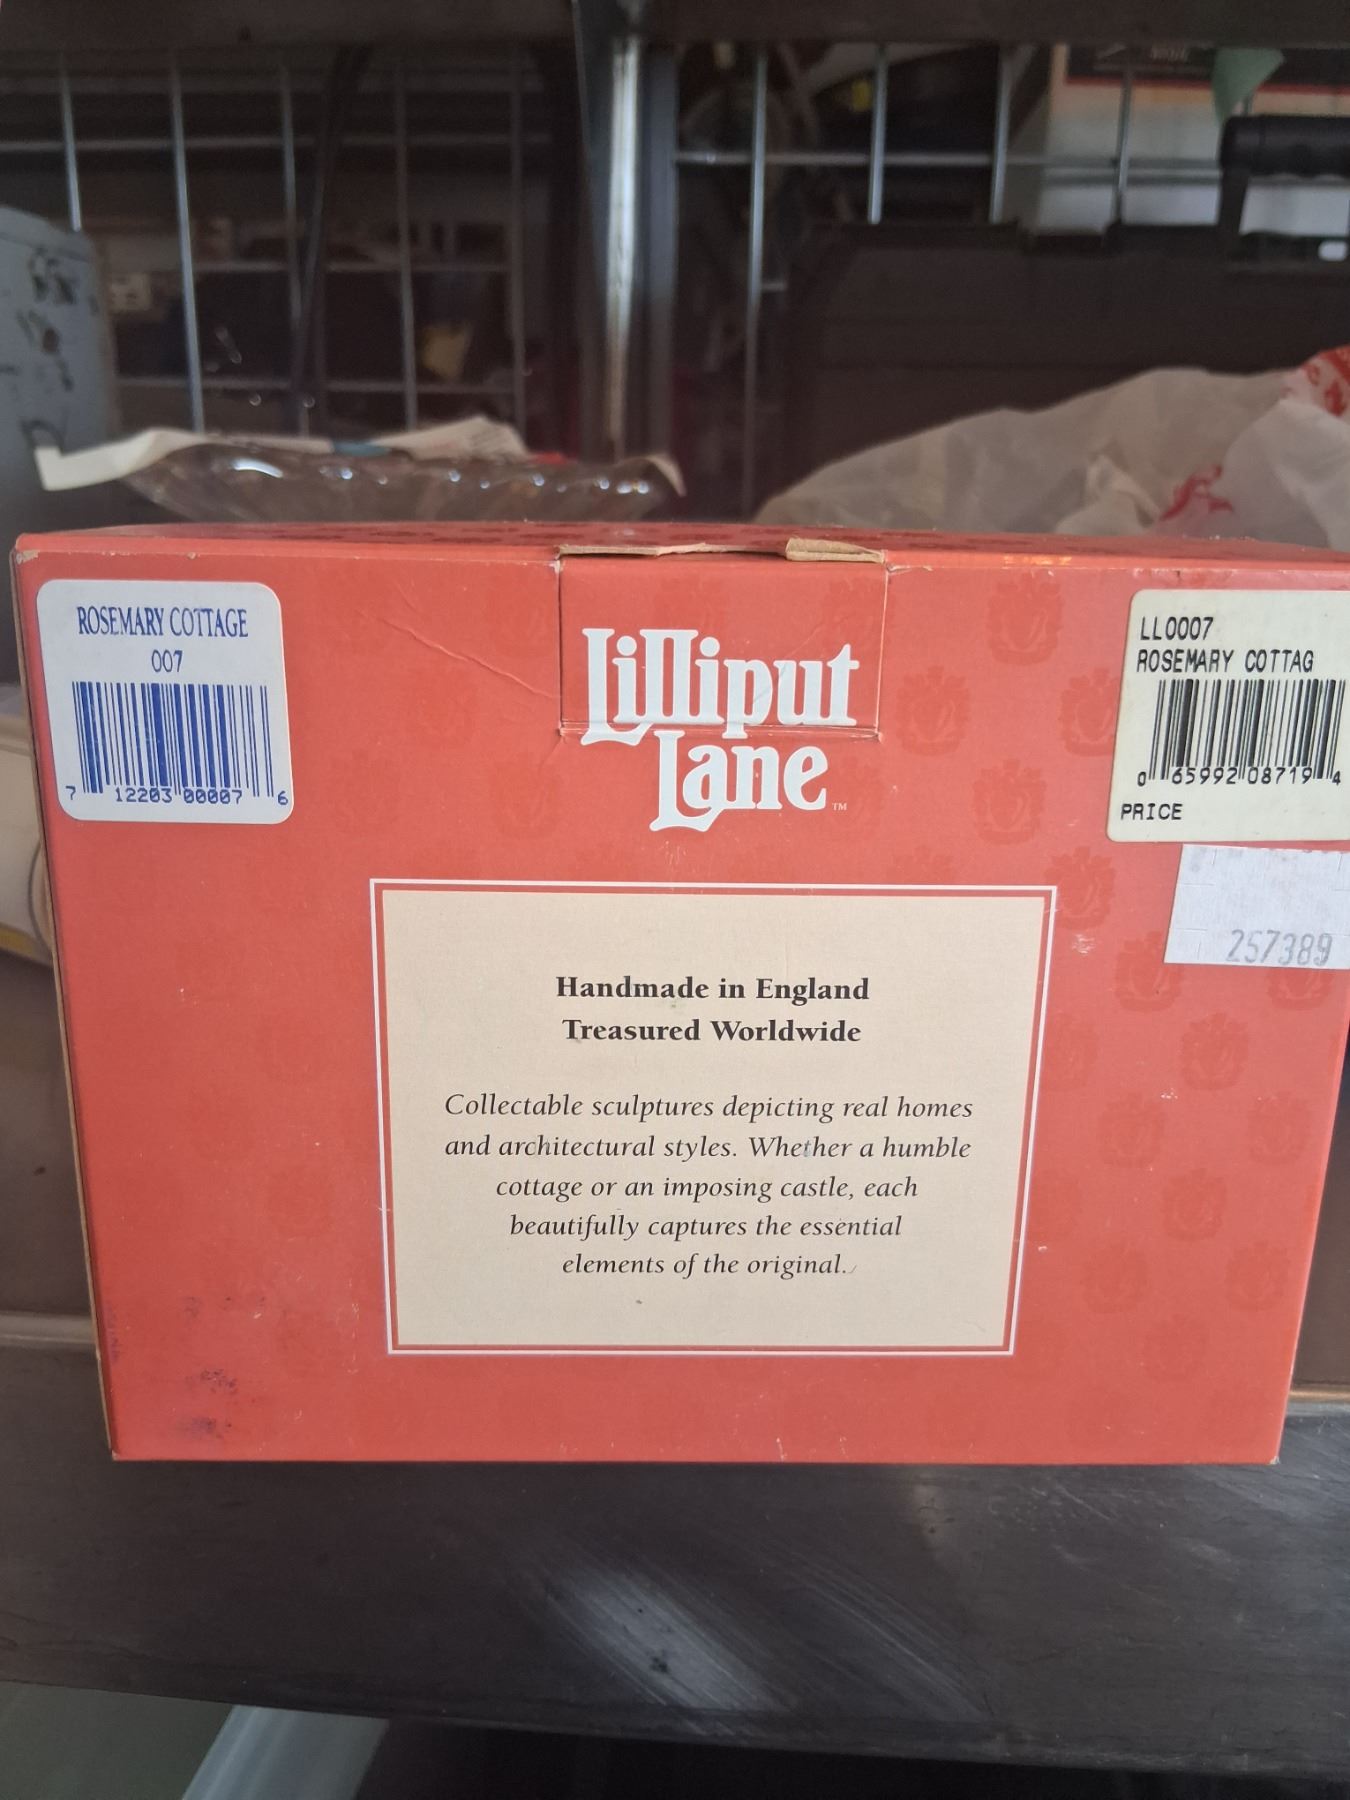 ROSEMARY COTTAGE
007
7 12203 00007 6
Lilliput
Lane™
LL0007
ROSEMARY COTTAG
0 65992 08719 4
PRICE
257389
Handmade in England
Treasured Worldwide
Collectable sculptures depicting real homes
and architectural styles. Whether a humble
cottage or an imposing castle, each
beautifully captures the essential
elements of the original.